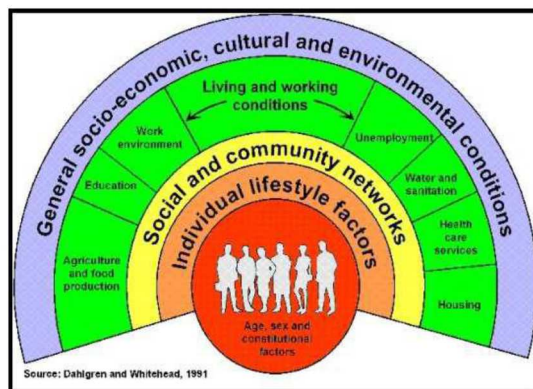 General socio-economic, cultural and environmental conditions
Living and working
conditions
Work
environment
Unemployment
Education
Water and
sanitation
Agriculture
and food
production
Health
care
services
Housing
Social and community networks
Individual lifestyle factors
Age, sex and
constitutional
factors
Source: Dahlgren and Whitehead, 1991